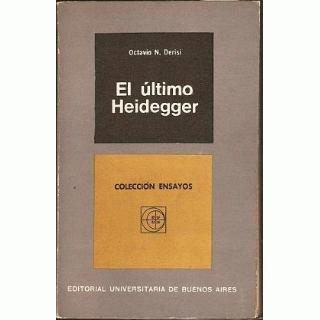 Octavio N. Derisi
El último
Heidegger
COLECCIÓN ENSAYOS
EDITORIAL UNIVERSITARIA DE BUENOS AIRES